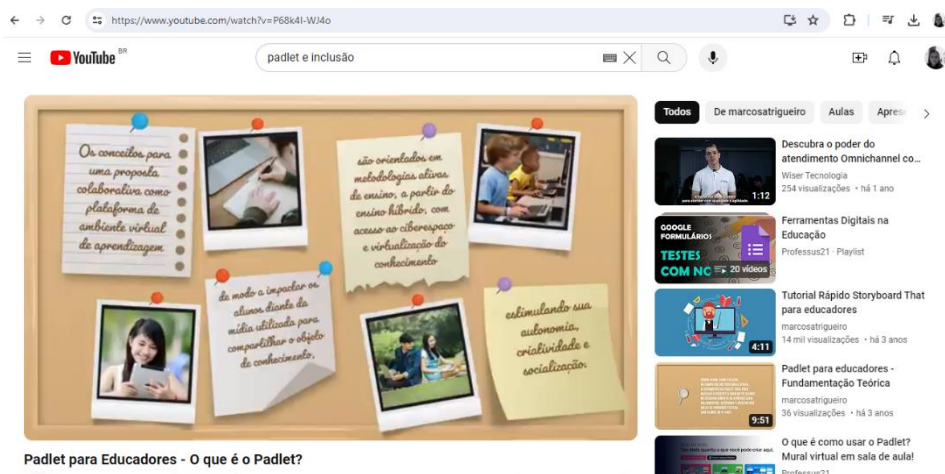 https://www.youtube.com/watch?v=P68k4I-WJ4o
YouTube BR
padlet e inclusão
Os conceitos para
uma proposta
colaborativa como
plataforma de
ambiente virtual
de aprendizagem
são orientados em
metodologias ativas
de ensino, a partir do
ensino híbrido, com
acesso ao ciberespaço
e virtualização do
conhecimento
de modo a impactar os
alunos diante da
mídia utilizada para
compartilhar o objeto
de conhecimento,
estimulando sua
autonomia,
criatividade e
socialização.
Padlet para Educadores - O que é o Padlet?
Todos De marcosatrigueiro Aulas Apres
Descubra o poder do
atendimento Omnichannel co...
Wiser Tecnologia
254 visualizações • há 1 ano
1:12
GOOGLE
FORMULÁRIOS
TESTES
COM NC
20 vídeos
Ferramentas Digitais na
Educação
Professus21 · Playlist
Tutorial Rápido Storyboard That
para educadores
marcosatrigueiro
14 mil visualizações • há 3 anos
4:11
Padlet para educadores -
Fundamentação Teórica
marcosatrigueiro
36 visualizações • há 3 anos
9:51
O que é como usar o Padlet?
Mural virtual em sala de aula!
Professus21